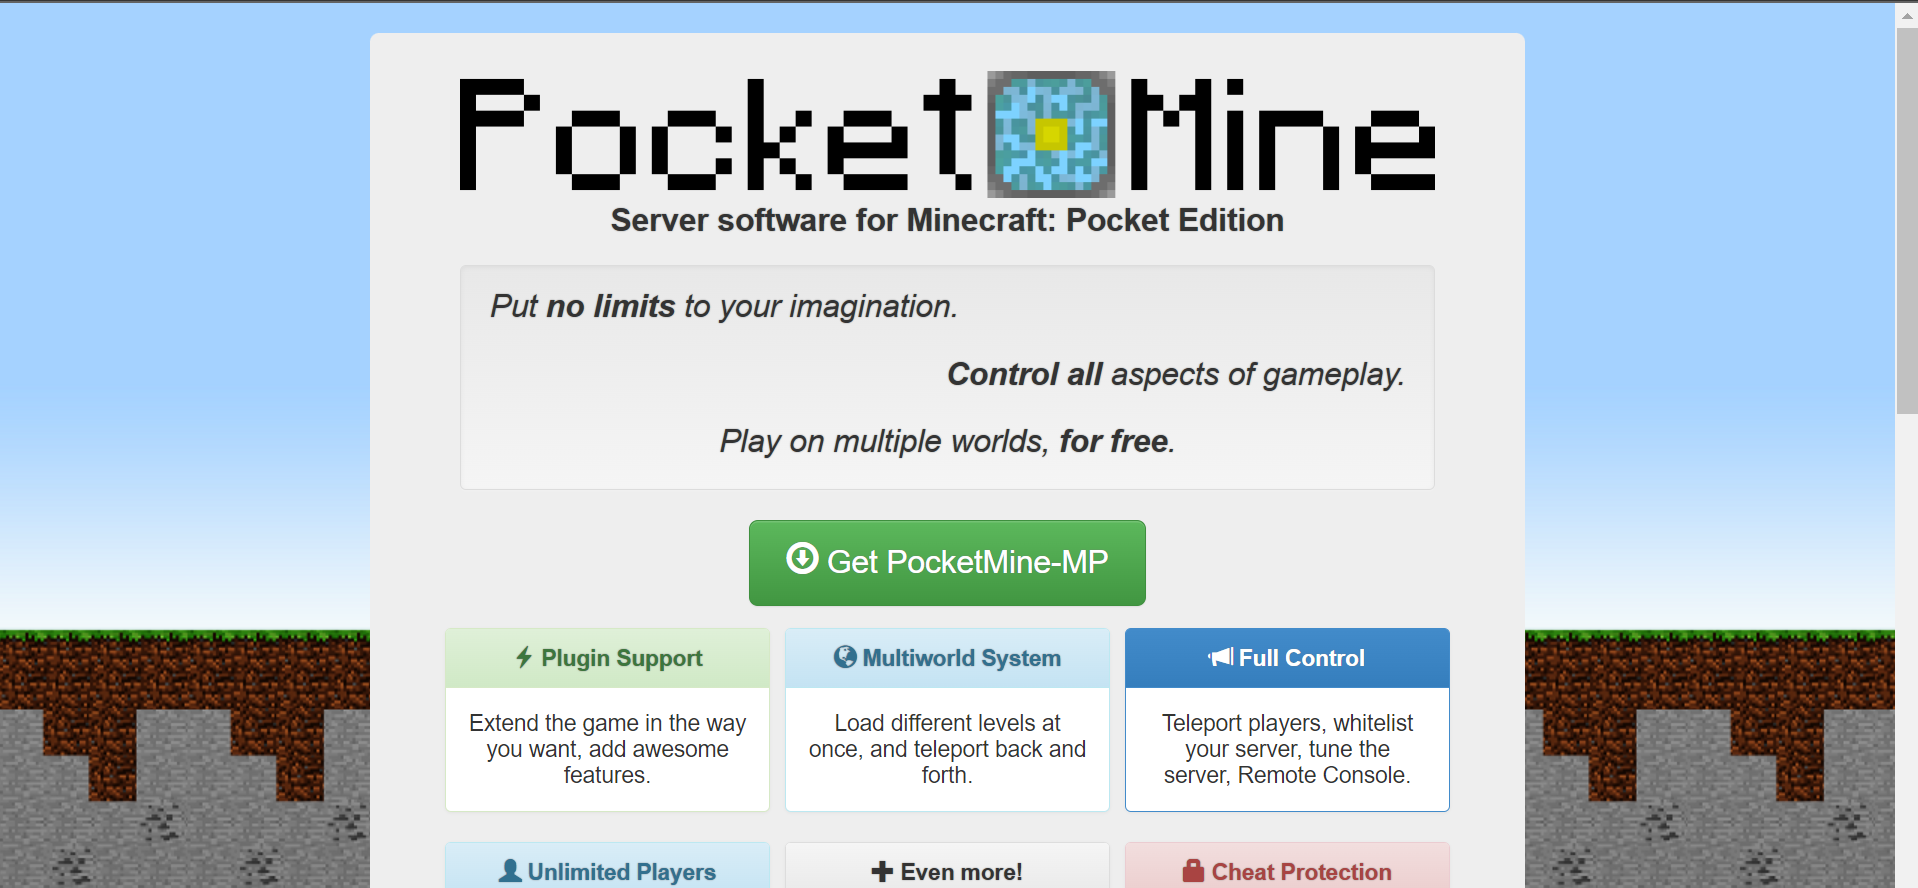 PocketMine
Server software for Minecraft: Pocket Edition
Put no limits to your imagination.
Control all aspects of gameplay.
Play on multiple worlds, for free.
Get PocketMine-MP
Plugin Support
Extend the game in the way
you want, add awesome
features.
Multiworld System
Load different levels at
once, and teleport back and
forth.
Full Control
Teleport players, whitelist
your server, tune the
server, Remote Console.
Unlimited Players
Even more!
Cheat Protection